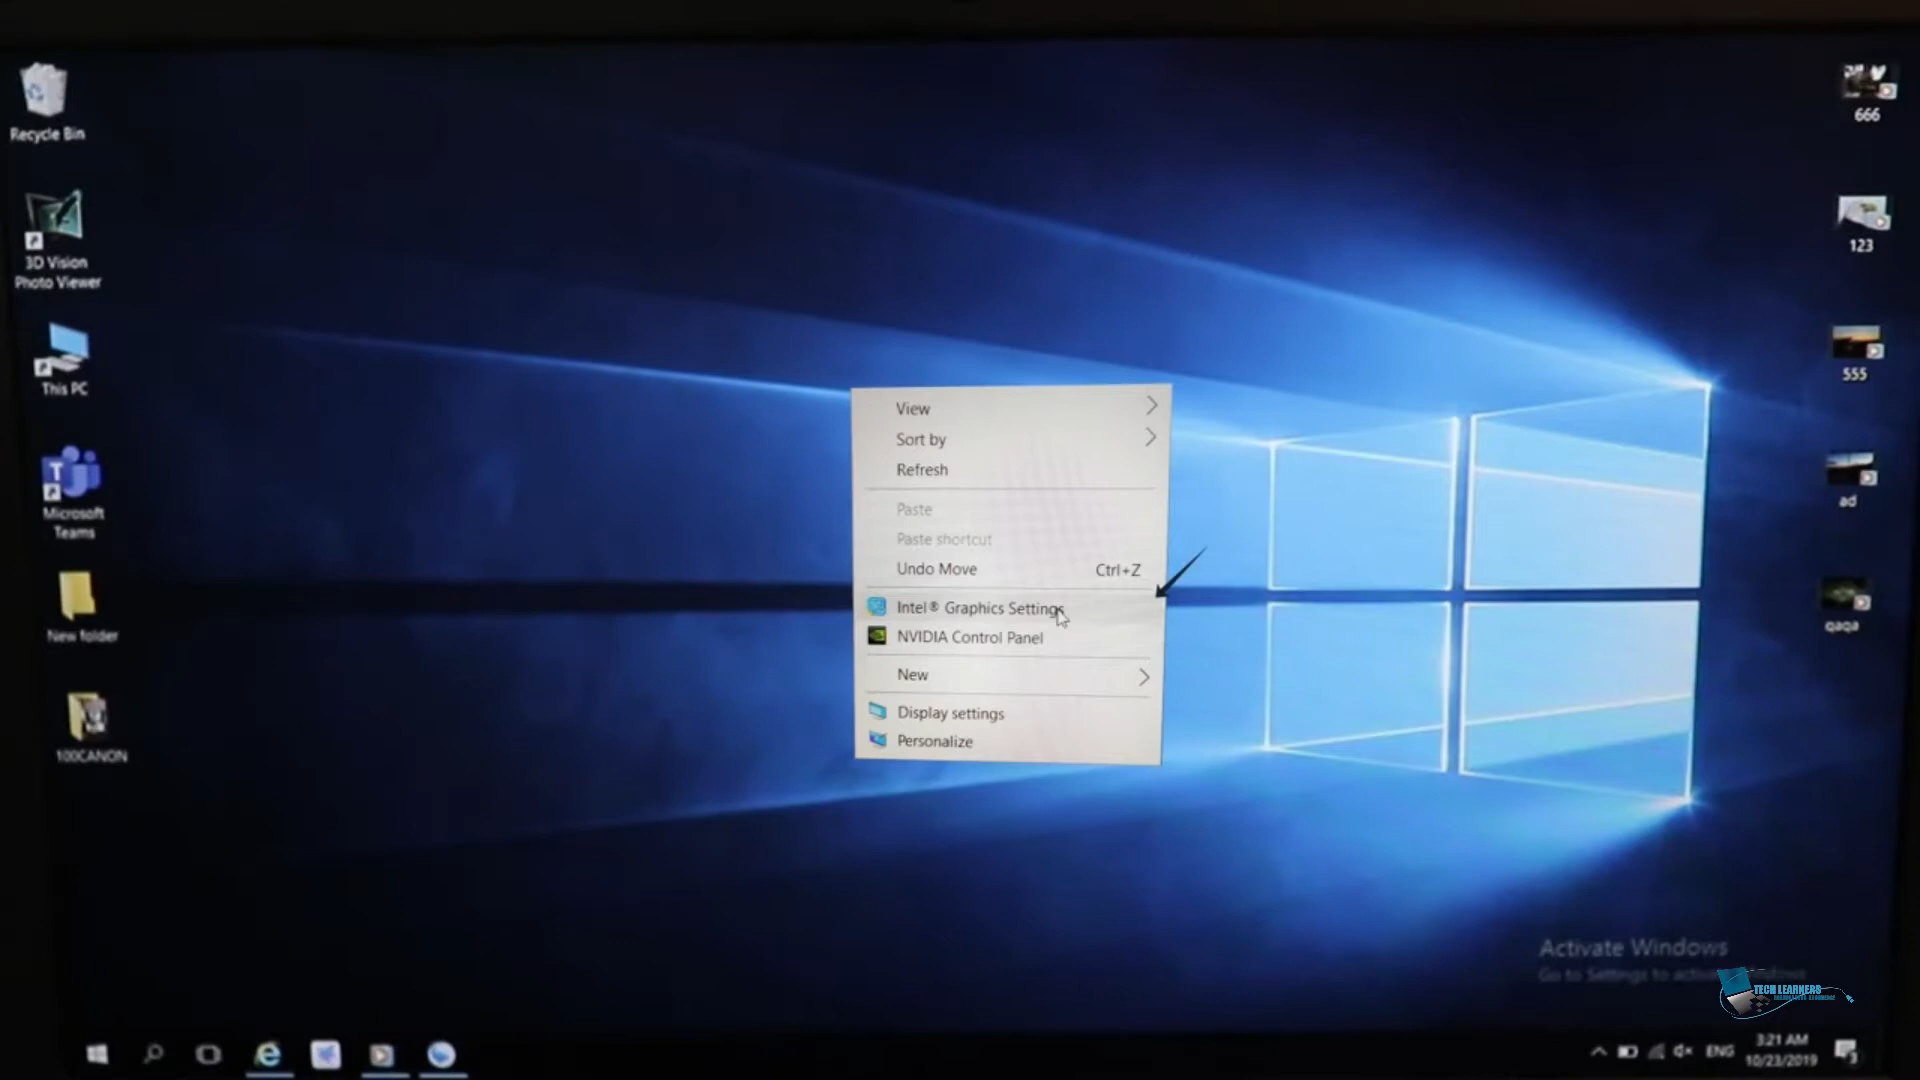 Recycle Bin
3D Vision
Photo Viewer
This PC
Microsoft
Teams
New folder
100CANON
View
Sort by
Refresh
Paste
Paste shortcut
Undo Move Ctrl+Z
Intel® Graphics Settings
NVIDIA Control Panel
New
Display settings
Personalize
666
123
555
ad
qaqa
Activate Windows
Go to Settings to activate Windows
TECH LEARNERS
ENG
3:21 AM
10/23/2019
3